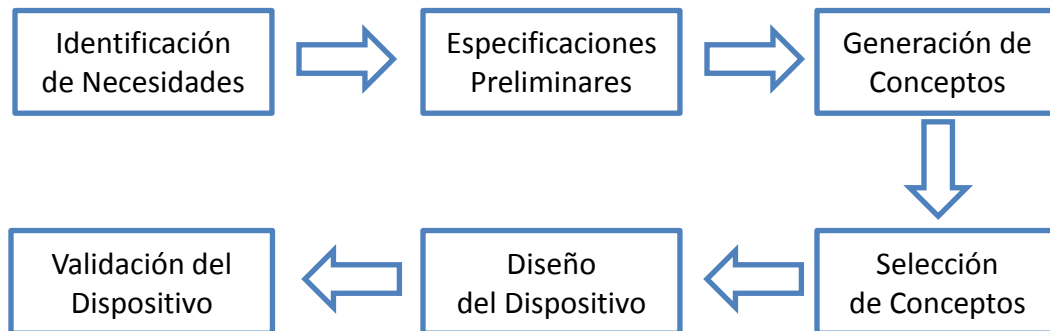 Identificación
de Necesidades
Especificaciones
Preliminares
Generación de
Conceptos
Selección
de Conceptos
Diseño
del Dispositivo
Validación del
Dispositivo